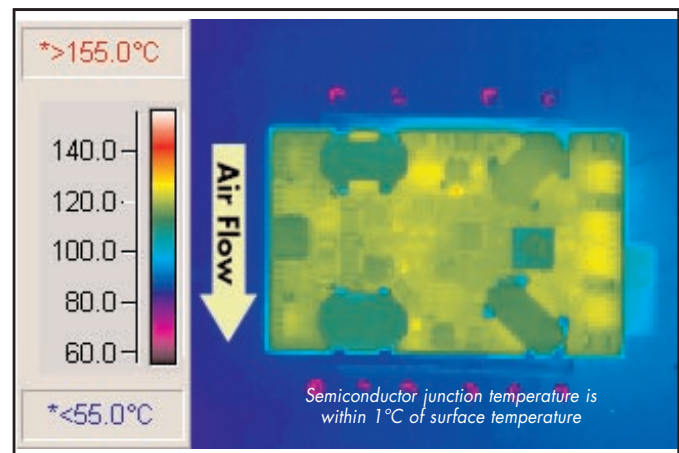 *>155.0°C
140.0
120.0
100.0
80.0
60.0
*<55.0°C
Air Flow
Semiconductor junction temperature is
within 1°C of surface temperature